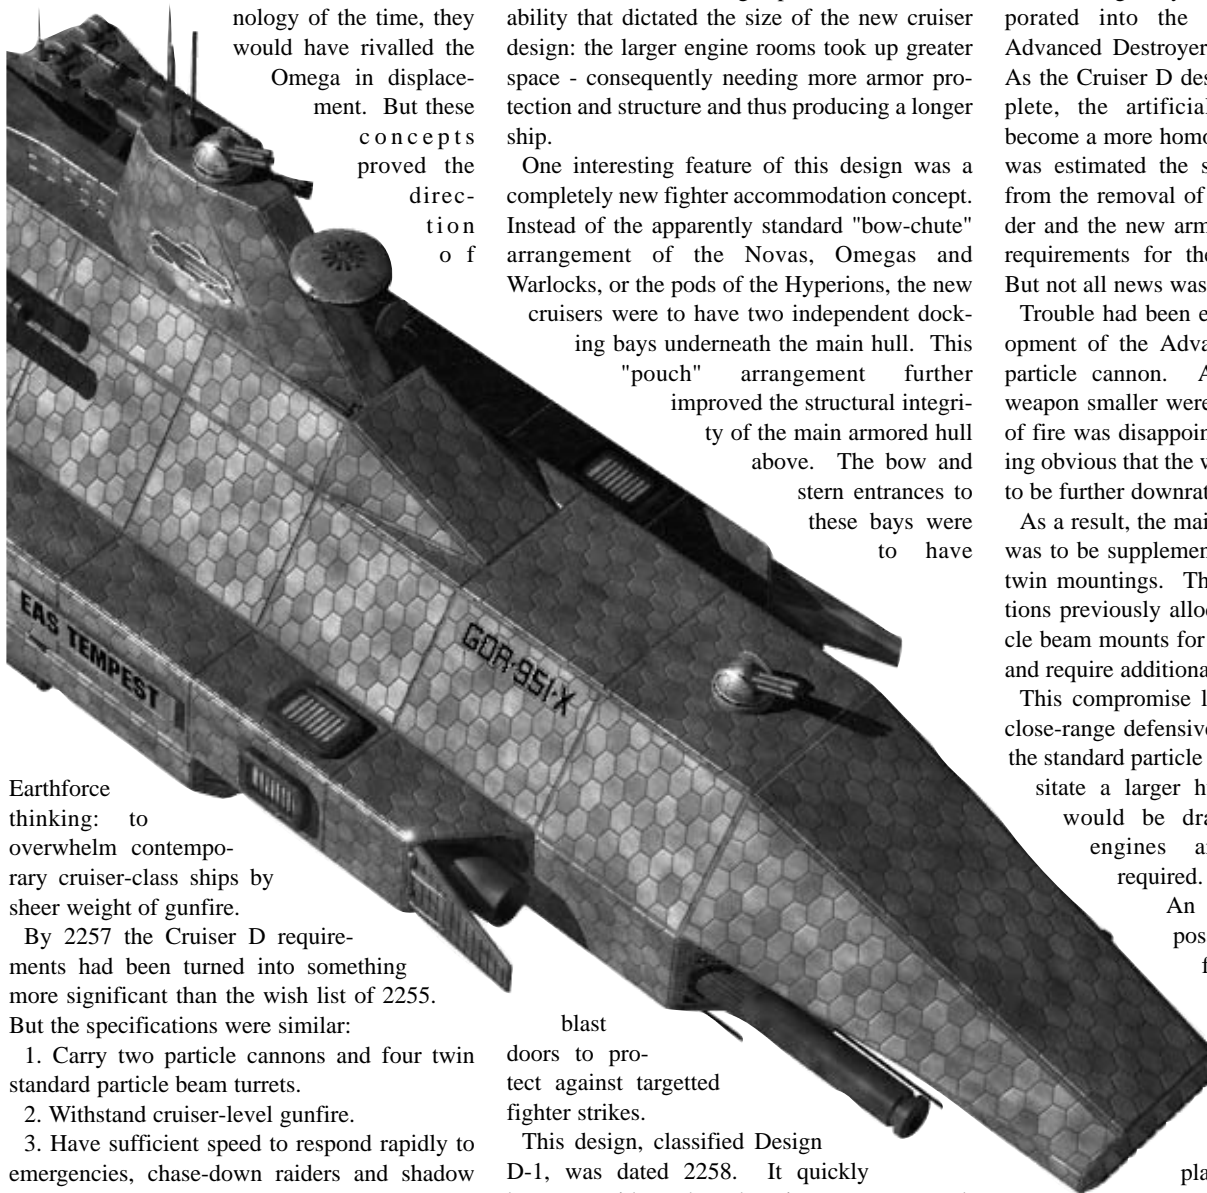 nology of the time, they
would have rivalled the
Omega in displace-
ment. But these
concepts
proved the
direc-
tion
of
Earthforce
thinking: to
overwhelm contempo-
rary cruiser-class ships by
sheer weight of gunfire.
By 2257 the Cruiser D require-
ments had been turned into something
more significant than the wish list of 2255.
But the specifications were similar:
1. Carry two particle cannons and four twin
standard particle beam turrets.
2. Withstand cruiser-level gunfire.
3. Have sufficient speed to respond rapidly to
emergencies, chase-down raiders and shadow
ability that dictated the size of the new cruiser
design: the larger engine rooms took up greater
space - consequently needing more armor pro-
tection and structure and thus producing a longer
ship.
One interesting feature of this design was a
completely new fighter accommodation concept.
Instead of the apparently standard "bow-chute"
arrangement of the Novas, Omegas and
Warlocks, or the pods of the Hyperions, the new
cruisers were to have two independent dock-
ing bays underneath the main hull. This
"pouch" arrangement further
improved the structural integri-
ty of the main armored hull
above. The bow and
stern entrances to
these bays were
to have
blast
doors to pro-
tect against targetted
fighter strikes.
This design, classified Design
D-1, was dated 2258. It quickly
porated into the
Advanced Destroyer
As the Cruiser D des
plete, the artificial
become a more homo
was estimated the s
from the removal of
der and the new arm
requirements for the
But not all news was
Trouble had been e
opment of the Adva
particle cannon. A
weapon smaller were
of fire was disappoin
ing obvious that the w
to be further downrat
As a result, the mai
was to be supplemen
twin mountings. Th
tions previously alloc
cle beam mounts for
and require additiona
This compromise l
close-range defensive
the standard particle
sitate a larger h
would be dra
engines a
required.
An
pos
f
pla
EAS TEMPEST
GOR·951·X